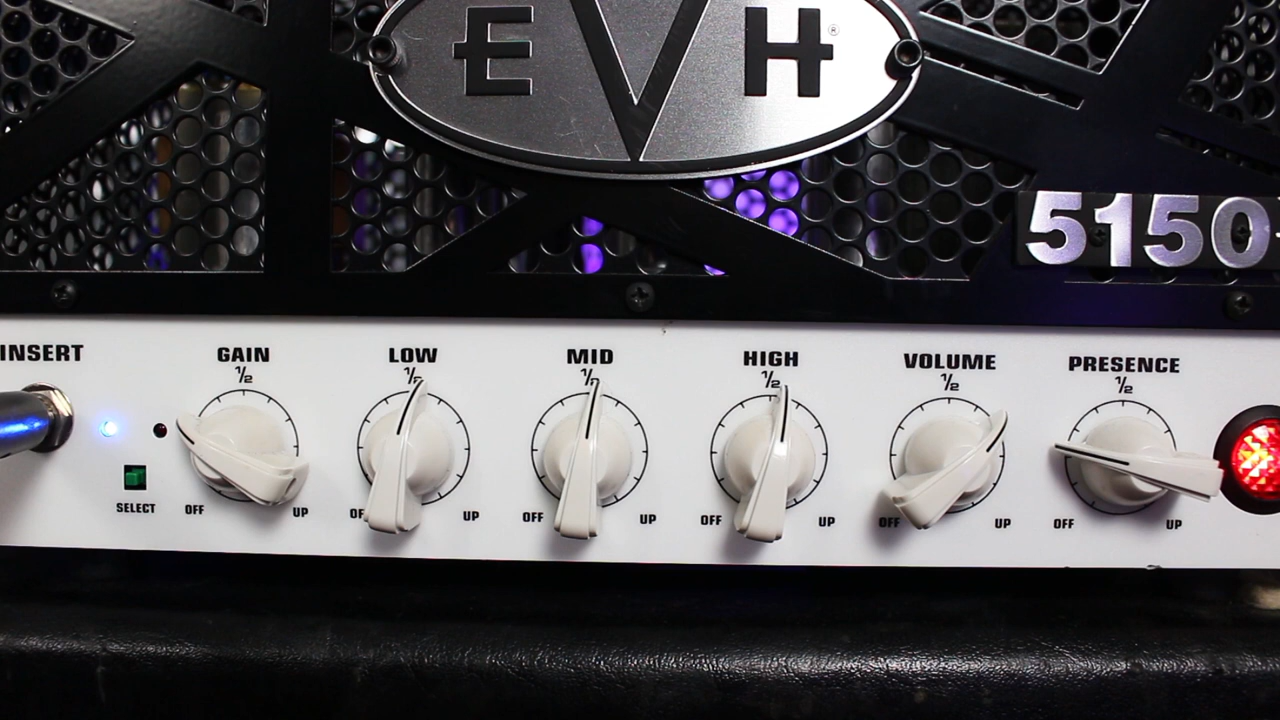 EVH®
5150
INSERT
GAIN
LOW
MID
HIGH
VOLUME
PRESENCE
1/2
1/2
1/2
1/2
1/2
1/2
SELECT
OFF
UP
OFF
UP
OFF
UP
OFF
UP
OFF
UP
OFF
UP